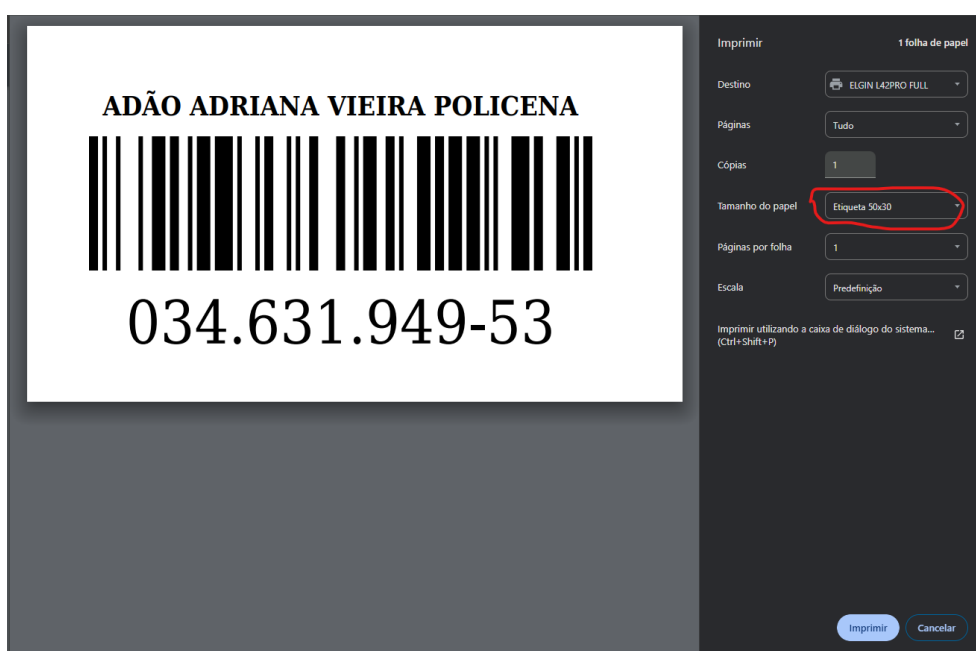 ADÃO ADRIANA VIEIRA POLICENA
034.631.949-53
Imprimir 1 folha de papel
Destino ELGIN L42PRO FULL
Páginas Tudo
Cópias 1
Tamanho do papel Etiqueta 50x30
Páginas por folha 1
Escala Predefinição
Imprimir utilizando a caixa de diálogo do sistema...
(Ctrl+Shift+P)
Imprimir Cancelar